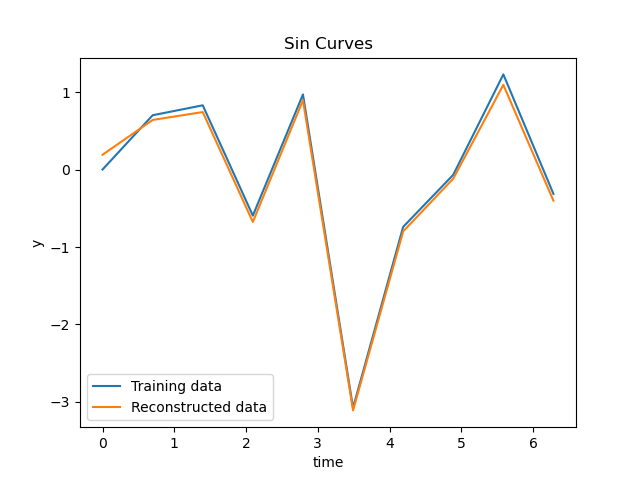 Sin Curves
1
0
−1
−2
−3
y
Training data
Reconstructed data
0 1 2 3 4 5 6
time